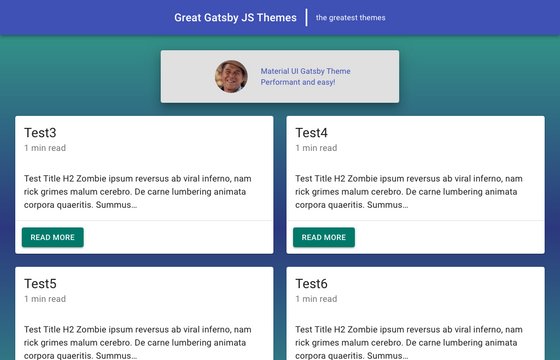 Great Gatsby JS Themes
the greatest themes
Material UI Gatsby Theme
Performant and easy!
Test3
1 min read
Test Title H2 Zombie ipsum reversus ab viral inferno, nam
rick grimes malum cerebro. De carne lumbering animata
corpora quaeritis. Summus…
READ MORE
Test4
1 min read
Test Title H2 Zombie ipsum reversus ab viral inferno, nam
rick grimes malum cerebro. De carne lumbering animata
corpora quaeritis. Summus…
READ MORE
Test5
1 min read
Test Title H2 Zombie ipsum reversus ab viral inferno, nam
rick grimes malum cerebro. De carne lumbering animata
corpora quaeritis. Summus…
Test6
1 min read
Test Title H2 Zombie ipsum reversus ab viral inferno, nam
rick grimes malum cerebro. De carne lumbering animata
corpora quaeritis. Summus…